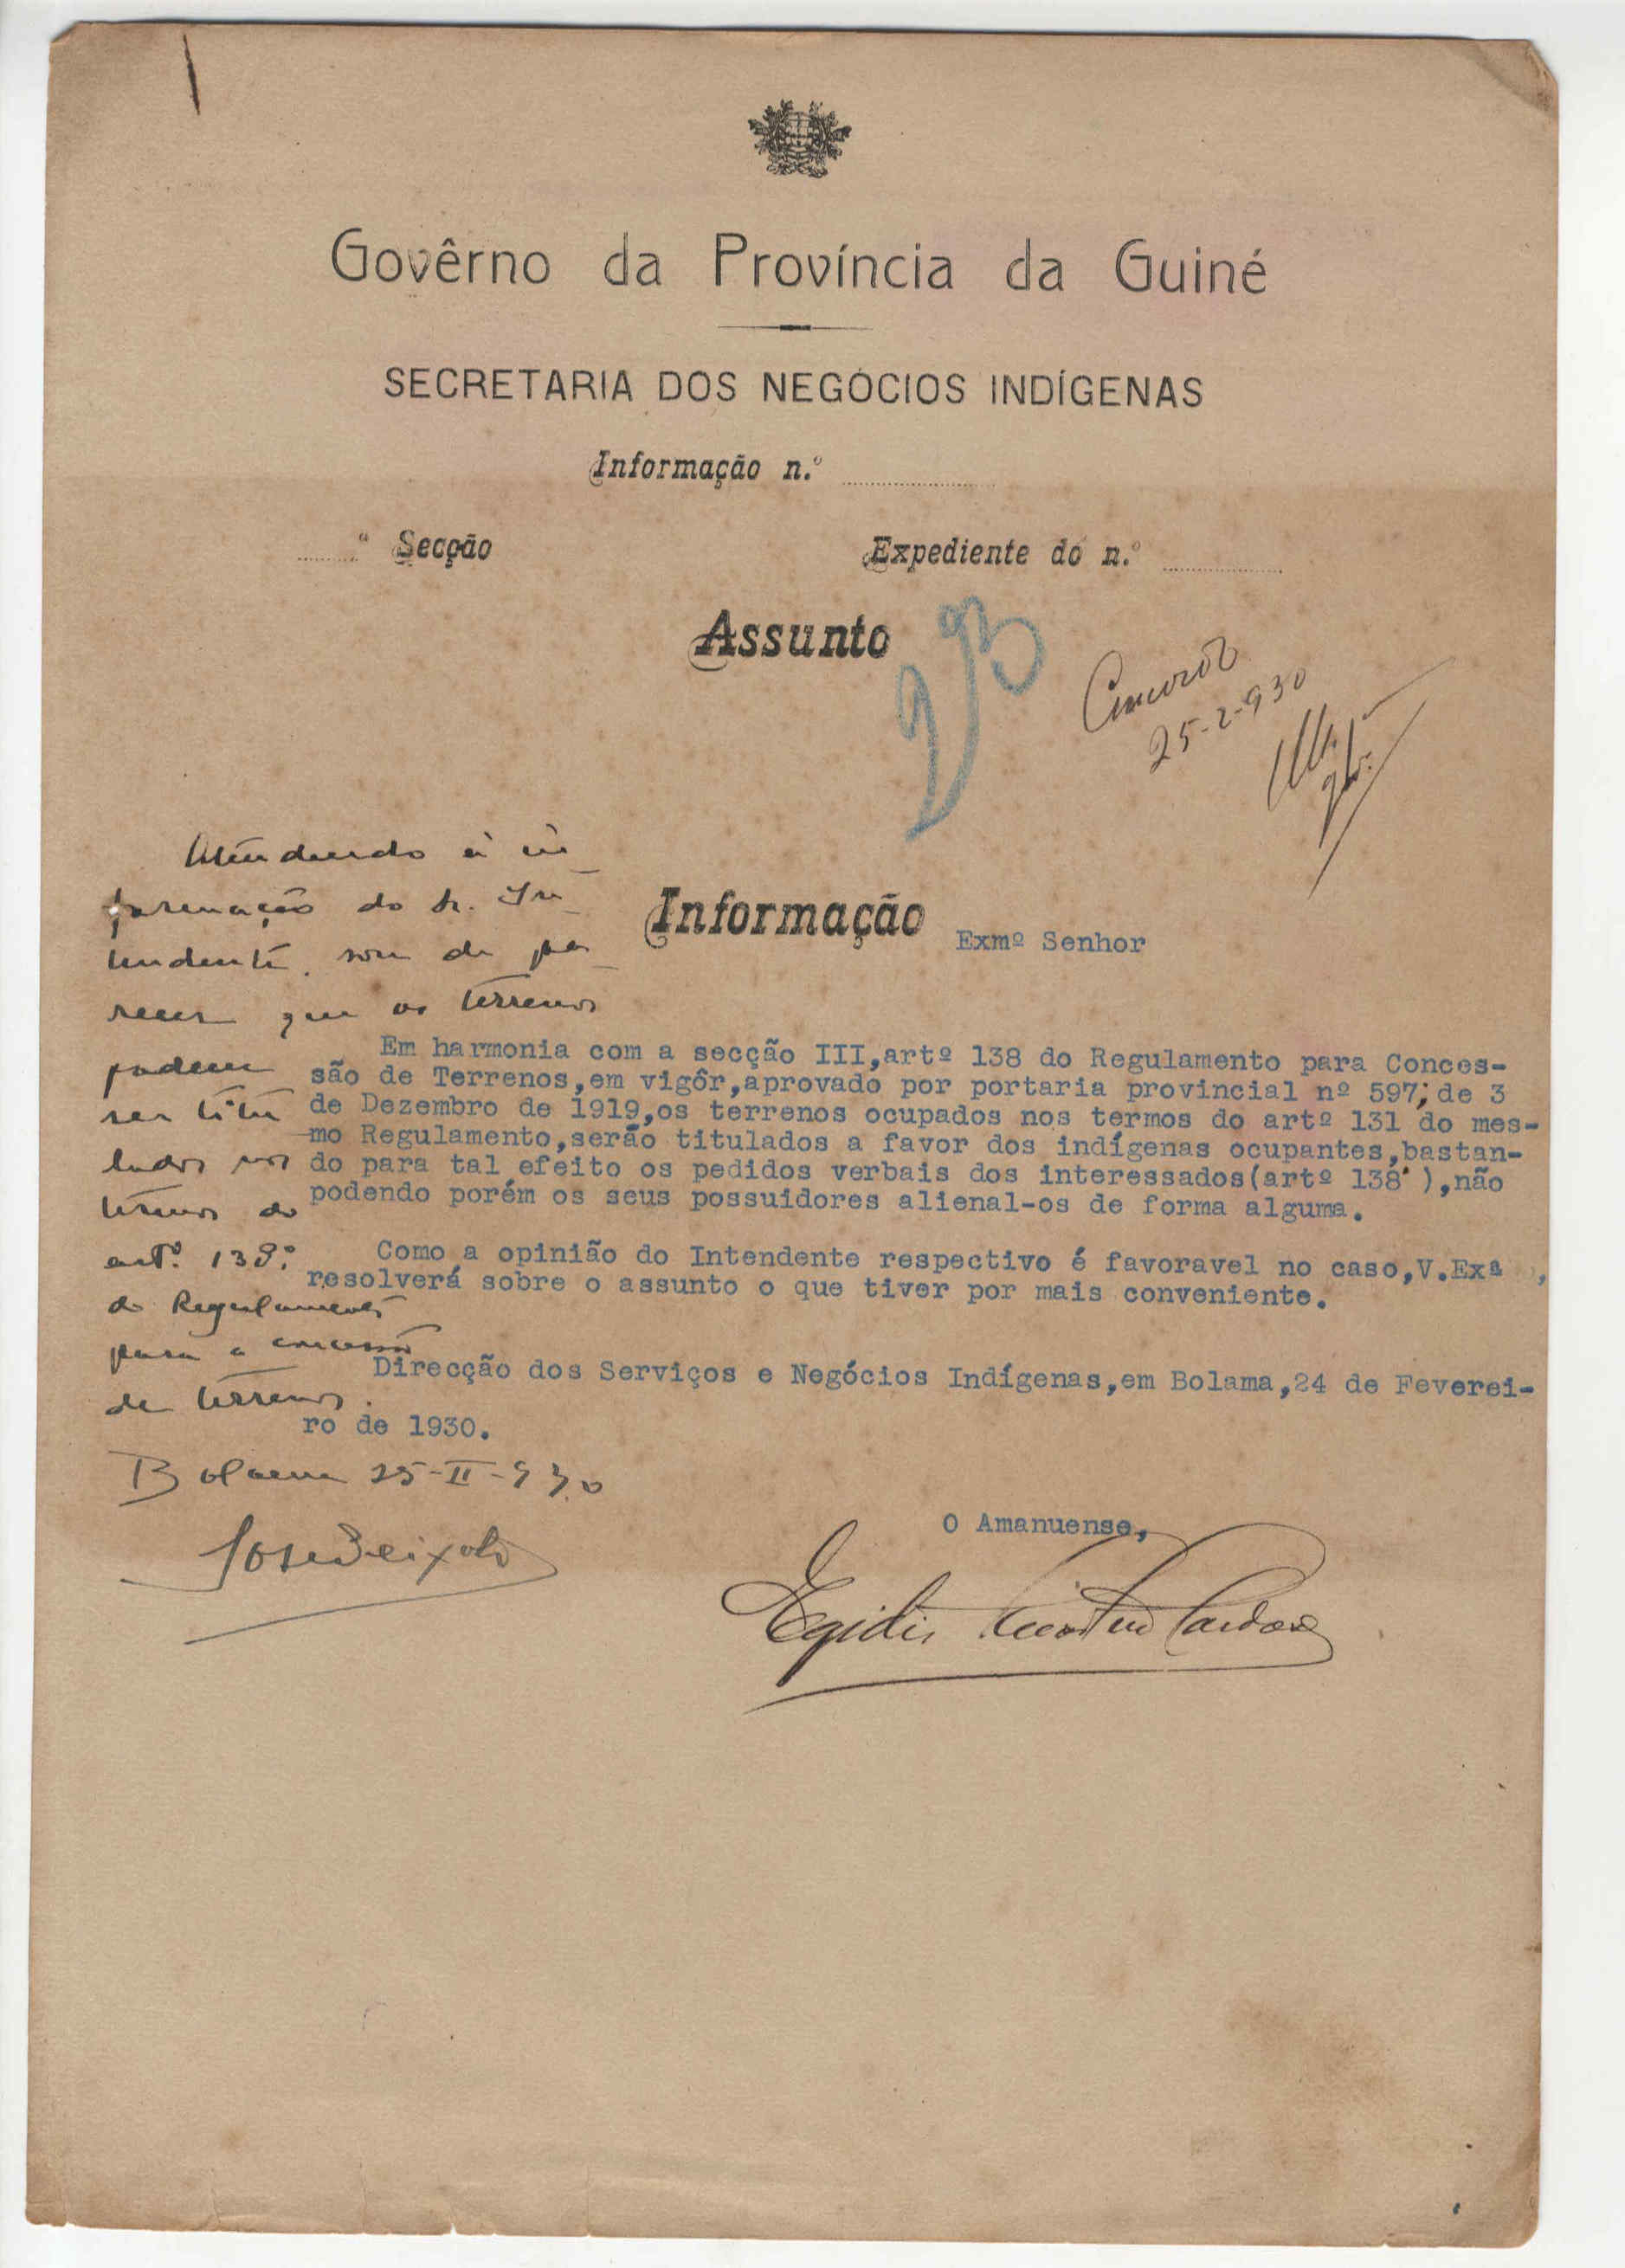 Govêrno da Província da Guiné
SECRETARIA DOS NEGÓCIOS INDÍGENAS
Informação n.º
ª Secção
Expediente do n.º
Assunto
Concordo
25-2-930
Atendendo à in
formação do Sr. In
tendente, sou de pa
recer que os terrenos
podem
ser titu
lados nos
termos do
artº. 138.º
do Regulamento
para a concessão
de terrenos.
Bolama 25-II-930
José Peixoto
Informação
Exmº Senhor
Em harmonia com a secção III,artº 138 do Regulamento para Conces-
são de Terrenos,em vigôr,aprovado por portaria provincial nº 597;de 3
de Dezembro de 1919,os terrenos ocupados nos termos do artº 131 do mes-
mo Regulamento,serão titulados a favor dos indígenas ocupantes,bastan-
do para tal efeito os pedidos verbais dos interessados(artº 138 ),não
podendo porém os seus possuidores alienal-os de forma alguma.
Como a opinião do Intendente respectivo é favoravel no caso,V.Exª ,
resolverá sobre o assunto o que tiver por mais conveniente.
Direcção dos Serviços e Negócios Indígenas,em Bolama,24 de Feverei-
ro de 1930.
O Amanuense,
Egidio Cardoso